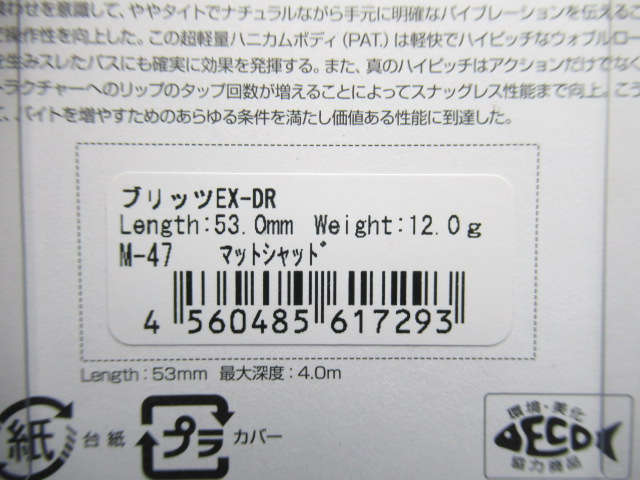 を意識して、ややタイトでナチュラルながら手元に明確なバイブレーションを伝える
で操作性を向上した。この超軽量ハニカムボディ(PAT.)は軽快でハイピッチなウォブルロー
生みスレたバスにも確実に効果を発揮する。また、真のハイピッチはアクションだけでなく
ラクチャーへのリップのタップ回数が増えることによってスナッグレス性能まで向上。こう
、バイトを増やすためのあらゆる条件を満たし価値ある性能に到達した。
ブリッツEX-DR
Length:53.0mm Weight:12.0g
M-47 マットシャッド
4 560485 617293
Length:53mm 最大深度:4.0m
紙 台紙 プラ カバー
環境・美化
ECO
協力商品